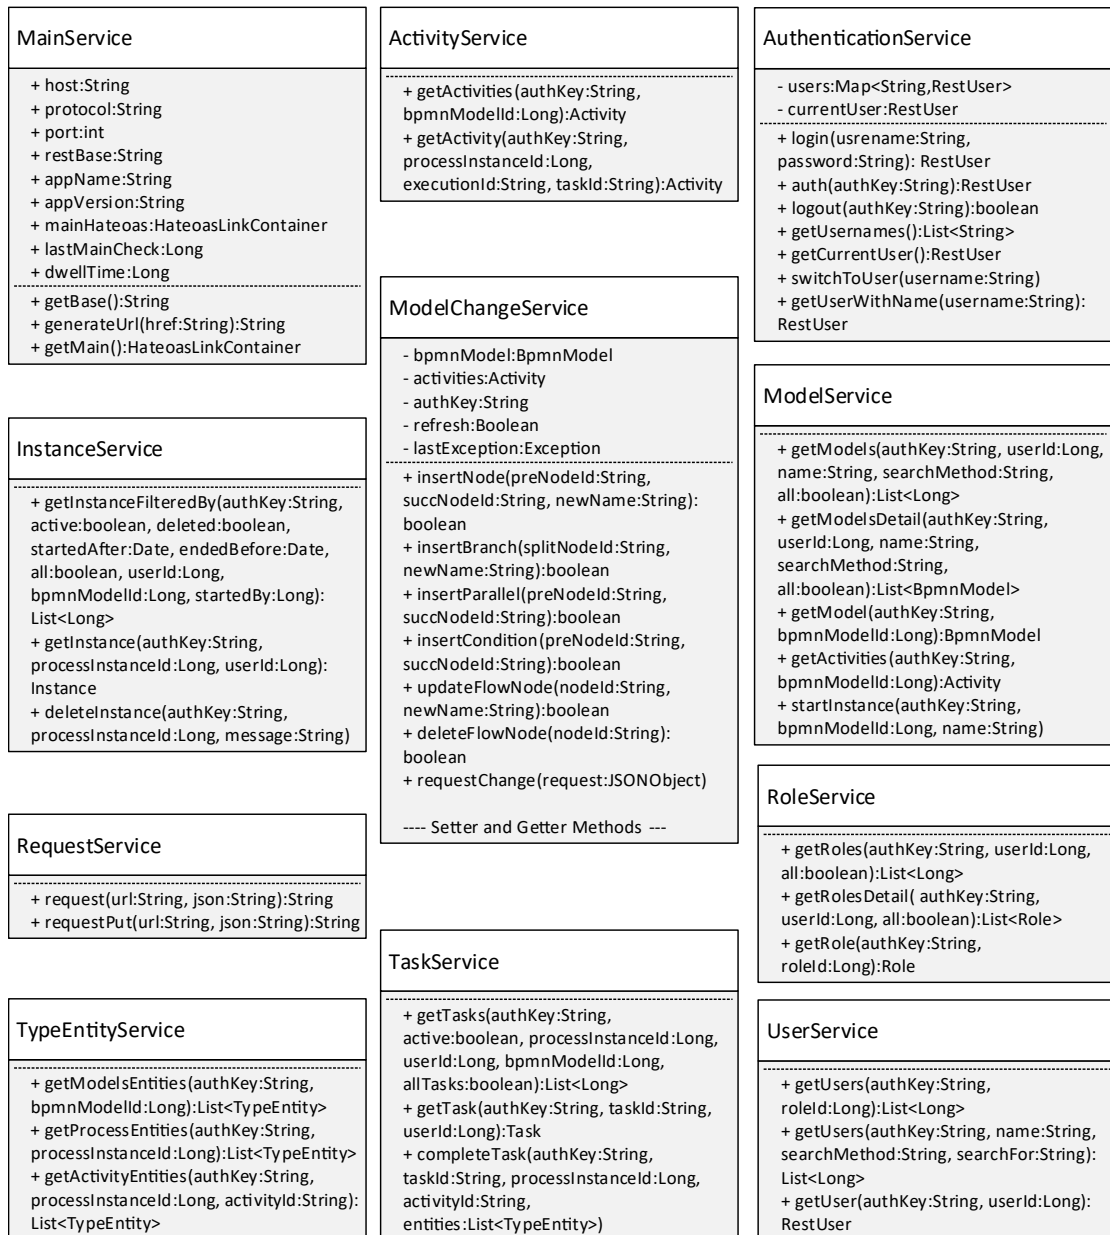 MainService
+ host:String
+ protocol:String
+ port:int
+ restBase:String
+ appName:String
+ appVersion:String
+ mainHateoas:HateoasLinkContainer
+ lastMainCheck:Long
+ dwellTime:Long
+ getBase():String
+ generateUrl(href:String):String
+ getMain():HateoasLinkContainer
InstanceService
+ getInstanceFilteredBy(authKey:String,
active:boolean, deleted:boolean,
startedAfter:Date, endedBefore:Date,
all:boolean, userId:Long,
bpmnModelId:Long, startedBy:Long):
List<Long>
+ getInstance(authKey:String,
processInstanceId:Long, userId:Long):
Instance
+ deleteInstance(authKey:String,
processInstanceId:Long, message:String)
RequestService
+ request(url:String, json:String):String
+ requestPut(url:String, json:String):String
TypeEntityService
+ getModelsEntities(authKey:String,
bpmnModelId:Long):List<TypeEntity>
+ getProcessEntities(authKey:String,
processInstanceId:Long):List<TypeEntity>
+ getActivityEntities(authKey:String,
processInstanceId:Long, activityId:String):
List<TypeEntity>
ActivityService
+ getActivities(authKey:String,
bpmnModelId:Long):Activity
+ getActivity(authKey:String,
processInstanceId:Long,
executionId:String, taskId:String):Activity
ModelChangeService
- bpmnModel:BpmnModel
- activities:Activity
- authKey:String
- refresh:Boolean
- lastException:Exception
+ insertNode(preNodeId:String,
succNodeId:String, newName:String):
boolean
+ insertBranch(splitNodeId:String,
newName:String):boolean
+ insertParallel(preNodeId:String,
succNodeId:String):boolean
+ insertCondition(preNodeId:String,
succNodeId:String):boolean
+ updateFlowNode(nodeId:String,
newName:String):boolean
+ deleteFlowNode(nodeId:String):
boolean
+ requestChange(request:JSONObject)
---- Setter and Getter Methods ---
TaskService
+ getTasks(authKey:String,
active:boolean, processInstanceId:Long,
userId:Long, bpmnModelId:Long,
allTasks:boolean):List<Long>
+ getTask(authKey:String, taskId:String,
userId:Long):Task
+ completeTask(authKey:String,
taskId:String, processInstanceId:Long,
activityId:String,
entities:List<TypeEntity>)
AuthenticationService
- users:Map<String,RestUser>
- currentUser:RestUser
+ login(usrename:String,
password:String): RestUser
+ auth(authKey:String):RestUser
+ logout(authKey:String):boolean
+ getUsernames():List<String>
+ getCurrentUser():RestUser
+ switchToUser(username:String)
+ getUserWithName(username:String):
RestUser
ModelService
+ getModels(authKey:String, userId:Long,
name:String, searchMethod:String,
all:boolean):List<Long>
+ getModelsDetail(authKey:String,
userId:Long, name:String,
searchMethod:String,
all:boolean):List<BpmnModel>
+ getModel(authKey:String,
bpmnModelId:Long):BpmnModel
+ getActivities(authKey:String,
bpmnModelId:Long):Activity
+ startInstance(authKey:String,
bpmnModelId:Long, name:String)
RoleService
+ getRoles(authKey:String, userId:Long,
all:boolean):List<Long>
+ getRolesDetail( authKey:String,
userId:Long, all:boolean):List<Role>
+ getRole(authKey:String,
roleId:Long):Role
UserService
+ getUsers(authKey:String,
roleId:Long):List<Long>
+ getUsers(authKey:String, name:String,
searchMethod:String, searchFor:String):
List<Long>
+ getUser(authKey:String, userId:Long):
RestUser